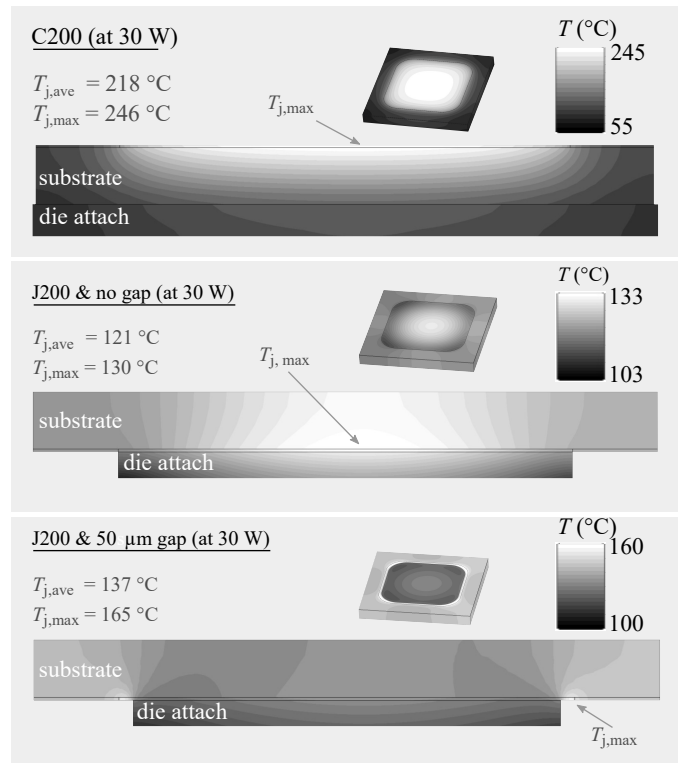 C200 (at 30 W)
T (°C)
245
55
Tj,ave = 218 °C
Tj,max = 246 °C
Tj,max
substrate
die attach
J200 & no gap (at 30 W)
T (°C)
133
103
Tj,ave = 121 °C
Tj,max = 130 °C
Tj, max
substrate
die attach
J200 & 50 µm gap (at 30 W)
T (°C)
160
100
Tj,ave = 137 °C
Tj,max = 165 °C
substrate
die attach
Tj,max